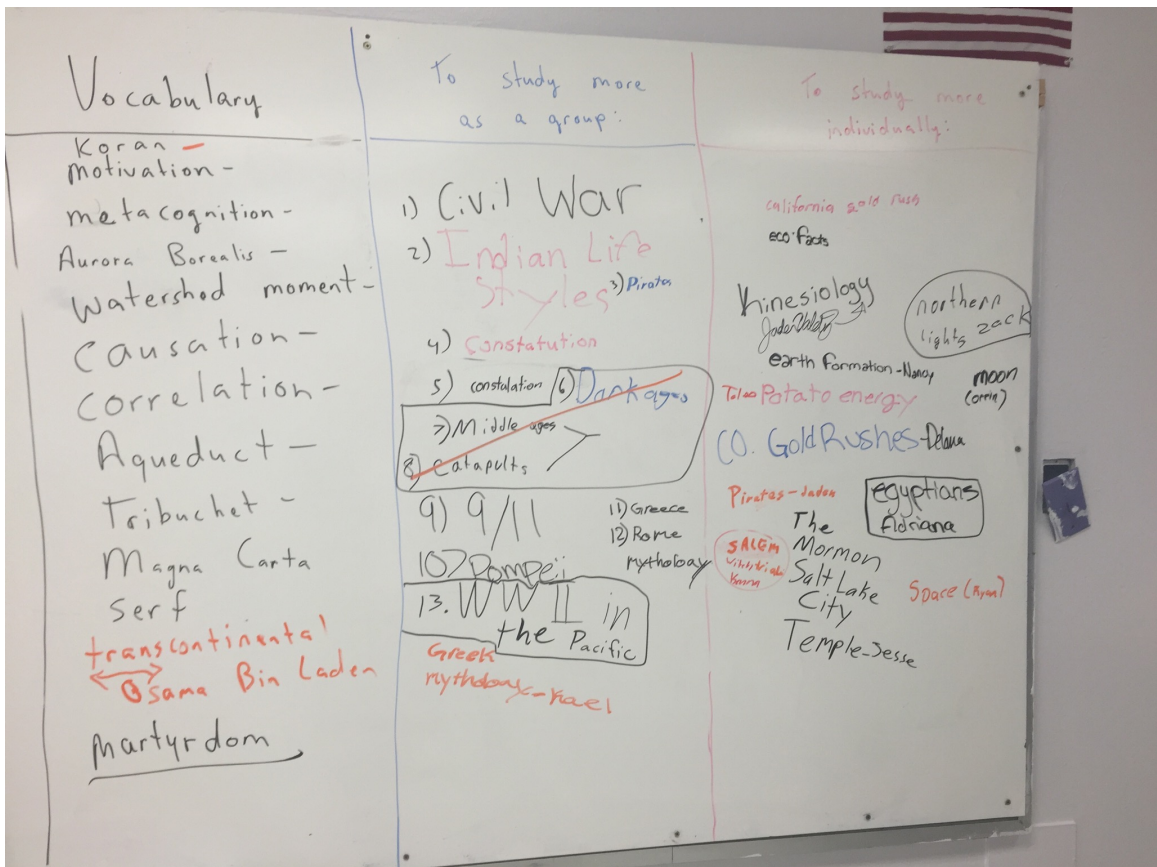 Vocabulary
Koran -
motivation -
metacognition -
Aurora Borealis -
Watershed moment -
Causation -
Correlation -
Aqueduct -
Tribuchet -
Magna Carta
Serf
transcontinental
Osama Bin Laden
martyrdom
To study more
as a group:
1) Civil War
2) Indian Life
Styles
3) Pirates
4) Constatution
5) constalation
6) Dark ages
7) Middle ages
8) Catapults
9) 9/11
10) Pompeii
11) Greece
12) Rome
mythology
13. WW II in
the Pacific
Greek
mythology - Kael
To study more
individually:
california gold rush
eco-facts
Kinesiology
northern
lights zack
earth formation - Nancy
moon
(orrin)
Potato energy
CO. Gold Rushes - Delana
Pirates - Jaden
egyptians
Adriana
SALEM
The
Mormon
Salt Lake
City
Temple - Jesse
Space (Ryan)